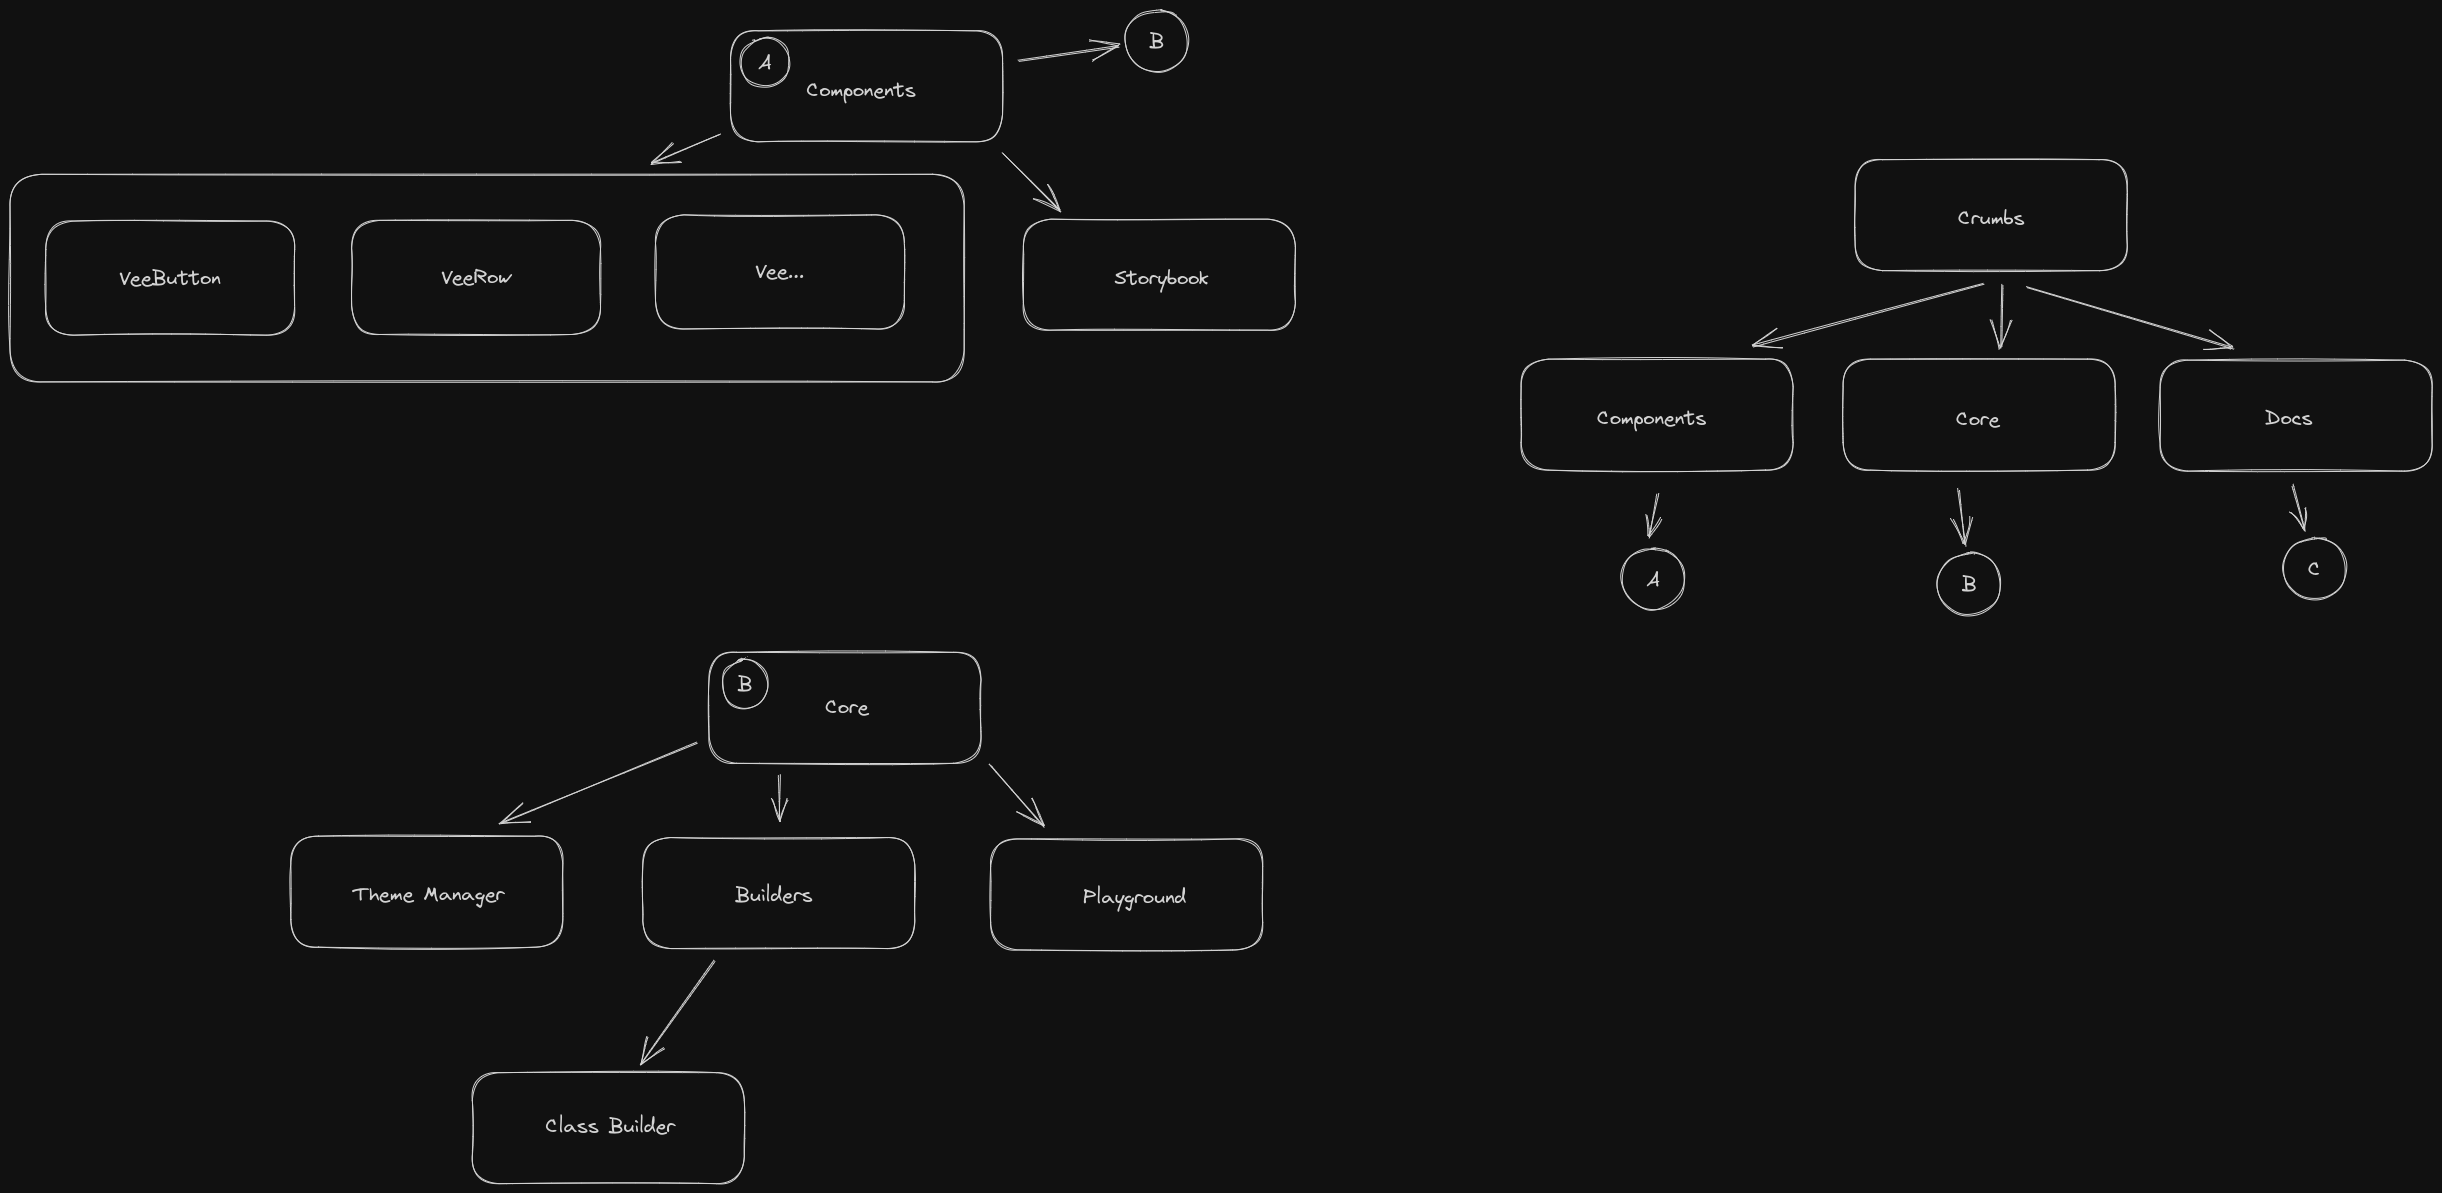 A
Components
B
VeeButton
VeeRow
Vee...
Storybook
Crumbs
Components
Core
Docs
A
B
C
B
Core
Theme Manager
Builders
Playground
Class Builder